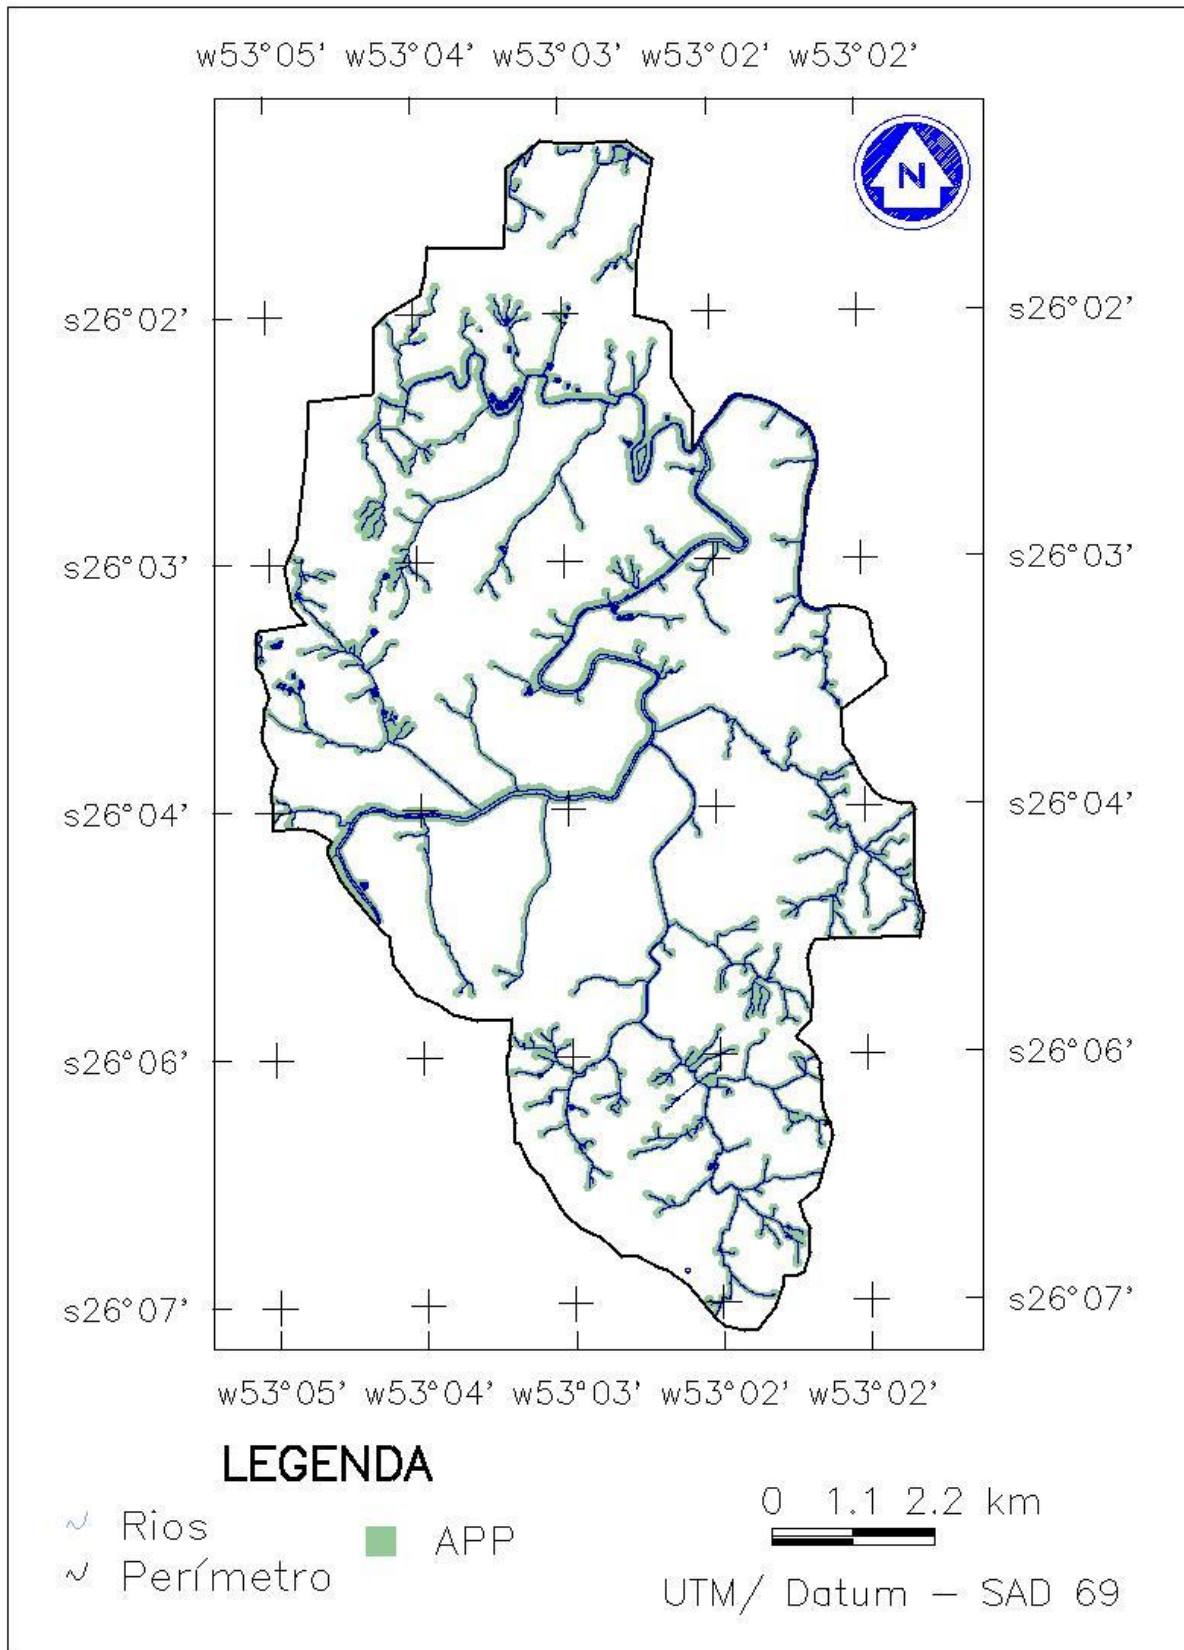 w53°05' w53°04' w53°03' w53°02' w53°02'
N
s26°02' s26°02'
s26°03' s26°03'
s26°04' s26°04'
s26°06' s26°06'
s26°07' s26°07'
w53°05' w53°04' w53°03' w53°02' w53°02'
LEGENDA
Rios
APP
Perímetro
0 1.1 2.2 km
UTM/ Datum – SAD 69